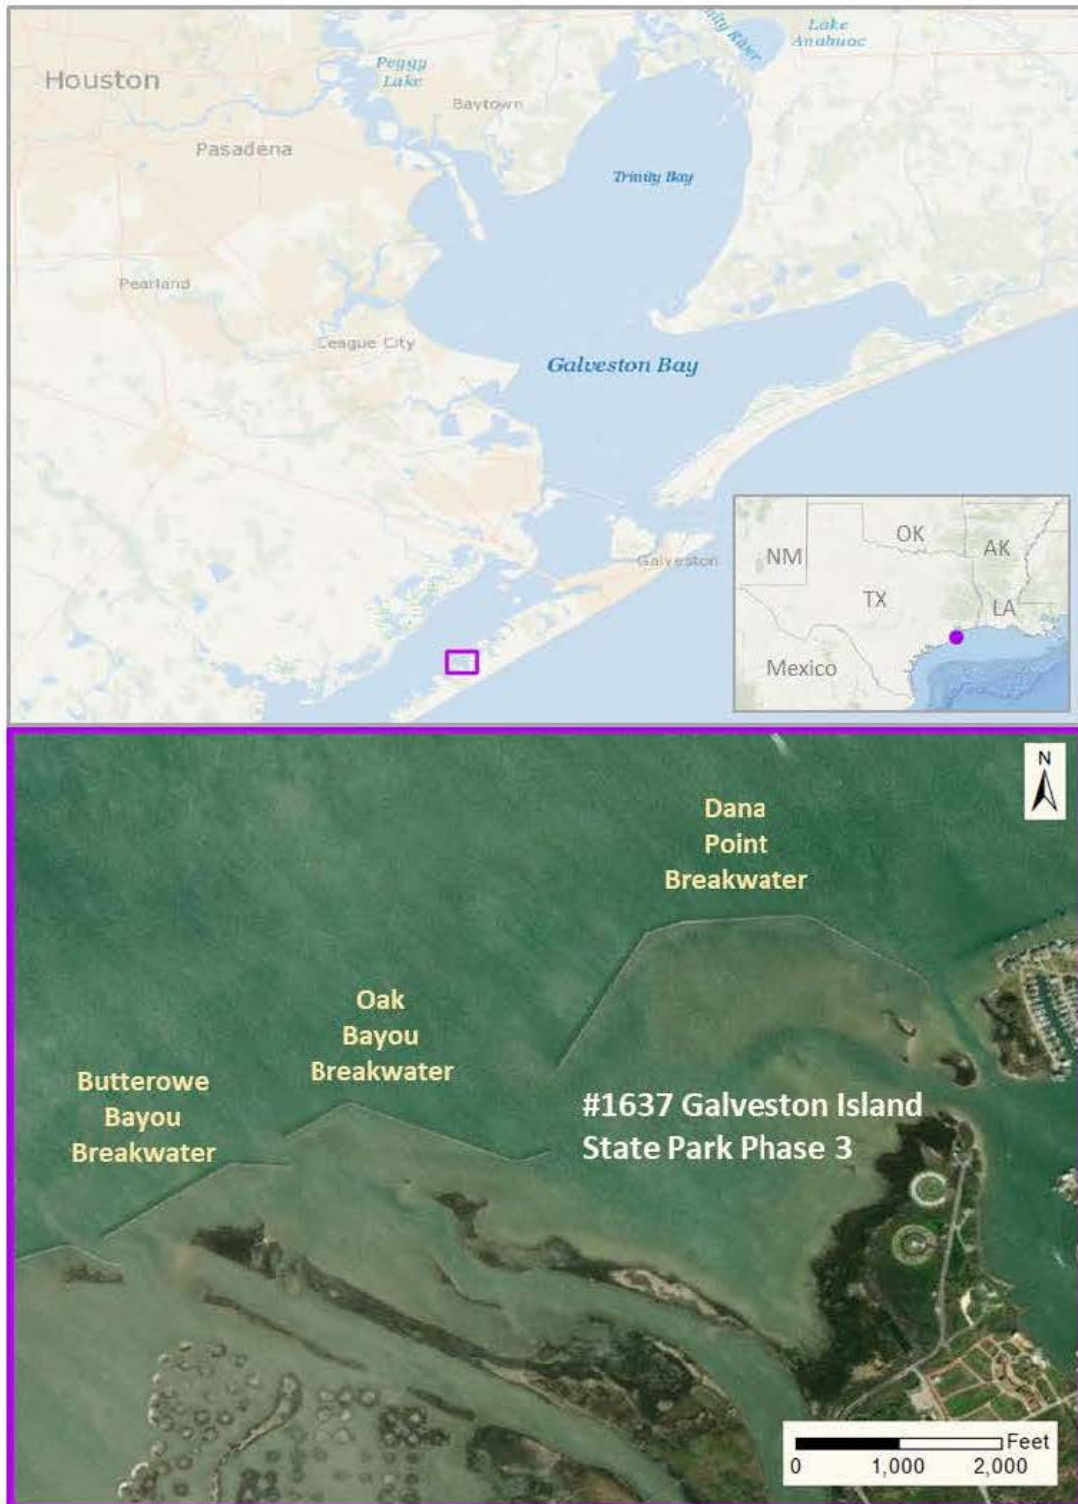 Lake
Anahuac
nity River
Houston
Peggy
Lake
Baytown
Pasadena
Trinity Bay
Pearland
League City
Galveston Bay
Galveston
OK
NM
AK
TX
LA
Mexico
N
Dana
Point
Breakwater
Oak
Bayou
Breakwater
Butterowe
Bayou
Breakwater
#1637 Galveston Island
State Park Phase 3
Feet
0 1,000 2,000